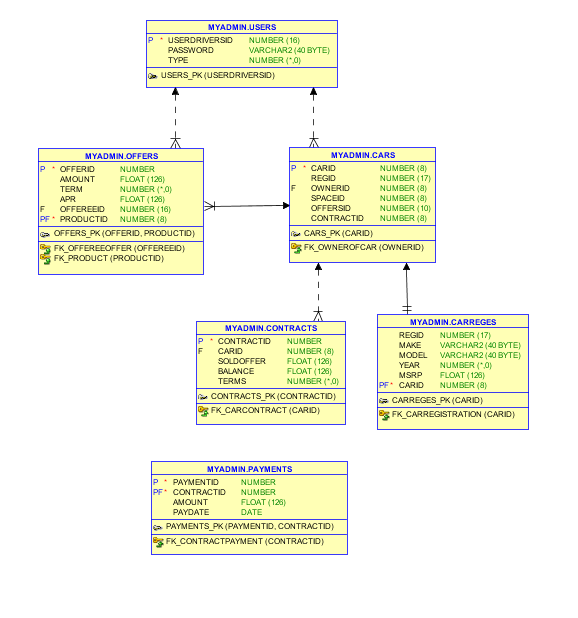 MYADMIN.USERS
P * USERDRIVERSID NUMBER (16)
PASSWORD VARCHAR2 (40 BYTE)
TYPE NUMBER (*,0)
USERS_PK (USERDRIVERSID)
MYADMIN.OFFERS
P * OFFERID NUMBER
AMOUNT FLOAT (126)
TERM NUMBER (*,0)
APR FLOAT (126)
F OFFEREEID NUMBER (16)
PF * PRODUCTID NUMBER (8)
OFFERS_PK (OFFERID, PRODUCTID)
FK_OFFEREEOFFER (OFFEREEID)
FK_PRODUCT (PRODUCTID)
MYADMIN.CARS
P * CARID NUMBER (8)
REGID NUMBER (17)
F OWNERID NUMBER (8)
SPACEID NUMBER (8)
OFFERSID NUMBER (10)
CONTRACTID NUMBER (8)
CARS_PK (CARID)
FK_OWNEROFCAR (OWNERID)
MYADMIN.CONTRACTS
P * CONTRACTID NUMBER
F CARID NUMBER (8)
SOLDOFFER FLOAT (126)
BALANCE FLOAT (126)
TERMS NUMBER (*,0)
CONTRACTS_PK (CONTRACTID)
FK_CARCONTRACT (CARID)
MYADMIN.CARREGES
REGID NUMBER (17)
MAKE VARCHAR2 (40 BYTE)
MODEL VARCHAR2 (40 BYTE)
YEAR NUMBER (*,0)
MSRP FLOAT (126)
PF * CARID NUMBER (8)
CARREGES_PK (CARID)
FK_CARREGISTRATION (CARID)
MYADMIN.PAYMENTS
P * PAYMENTID NUMBER
PF * CONTRACTID NUMBER
AMOUNT FLOAT (126)
PAYDATE DATE
PAYMENTS_PK (PAYMENTID, CONTRACTID)
FK_CONTRACTPAYMENT (CONTRACTID)